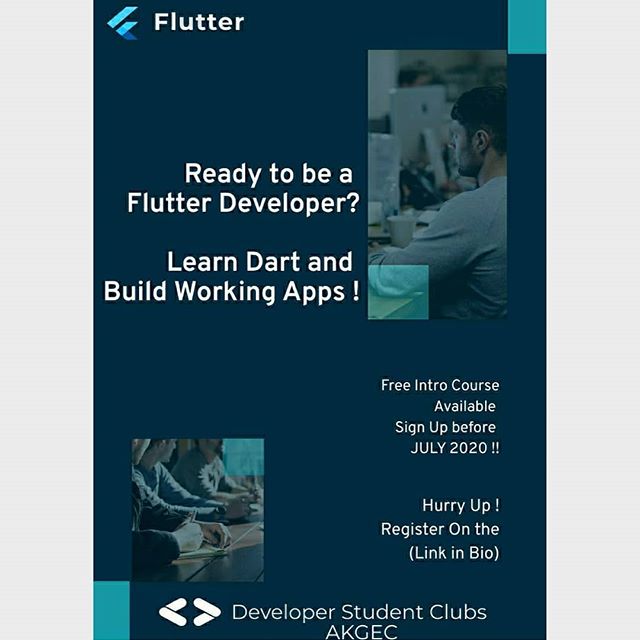 Flutter
Ready to be a
Flutter Developer?
Learn Dart and
Build Working Apps !
Free Intro Course
Available
Sign Up before
JULY 2020 !!
Hurry Up !
Register On the
(Link in Bio)
Developer Student Clubs
AKGEC